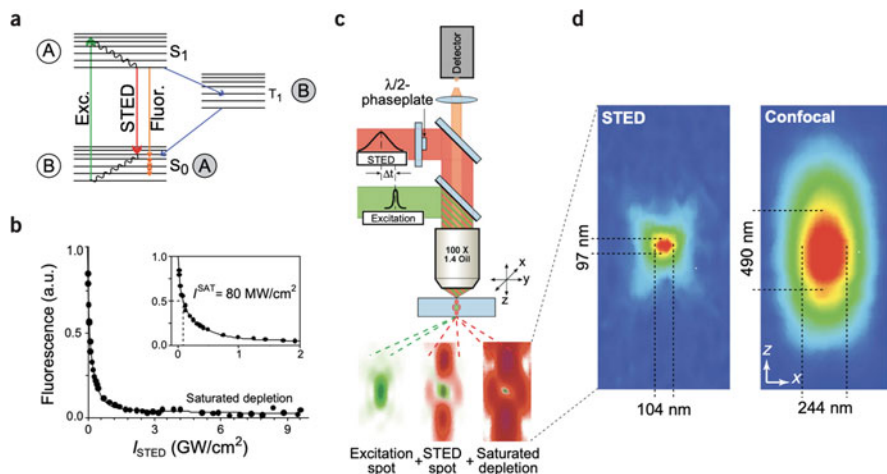 a
A
S1
Exc.
STED
Fluor.
T1
B
B
S0
A
b
Fluorescence (a.u.)
1.0
0.5
0.0
1.0
0.5
0.0
I^SAT = 80 MW/cm²
0
1
2
Saturated depletion
0
3
6
9
I_STED (GW/cm²)
c
Detector
λ/2-
phaseplate
STED
Δt
Excitation
100 X
1.4 Oil
x
y
z
Excitation
spot
+
STED
spot
+
Saturated
depletion
d
STED
97 nm
104 nm
Confocal
490 nm
z
x
244 nm